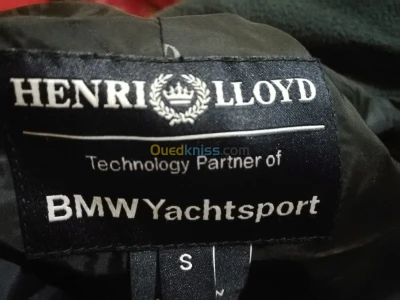 HENRI LLOYD
Technology Partner of
Ouedkniss.com
BMW Yachtsport
S